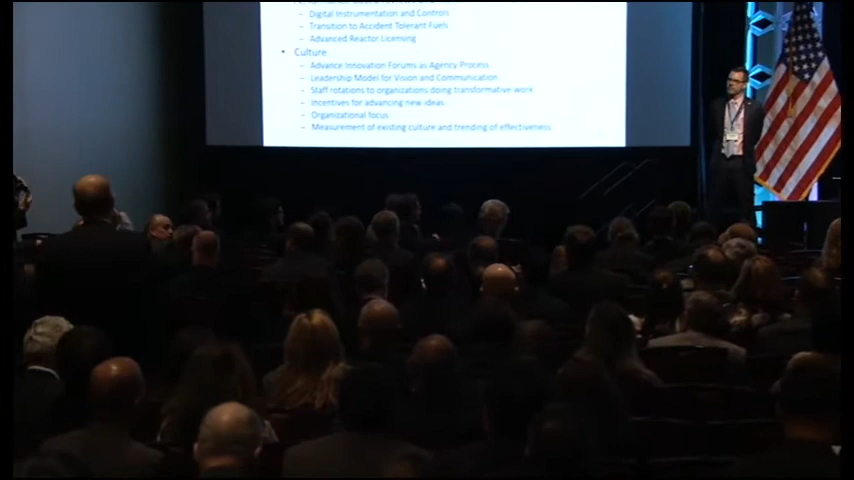 – Digital Instrumentation and Controls
– Transition to Accident Tolerant Fuels
– Advanced Reactor Licensing
• Culture
– Advance Innovation Forums as Agency Process
– Leadership Model for Vision and Communication
– Staff rotations to organizations doing transformative work
– Incentives for advancing new ideas
– Organizational focus
– Measurement of existing culture and trending of effectiveness